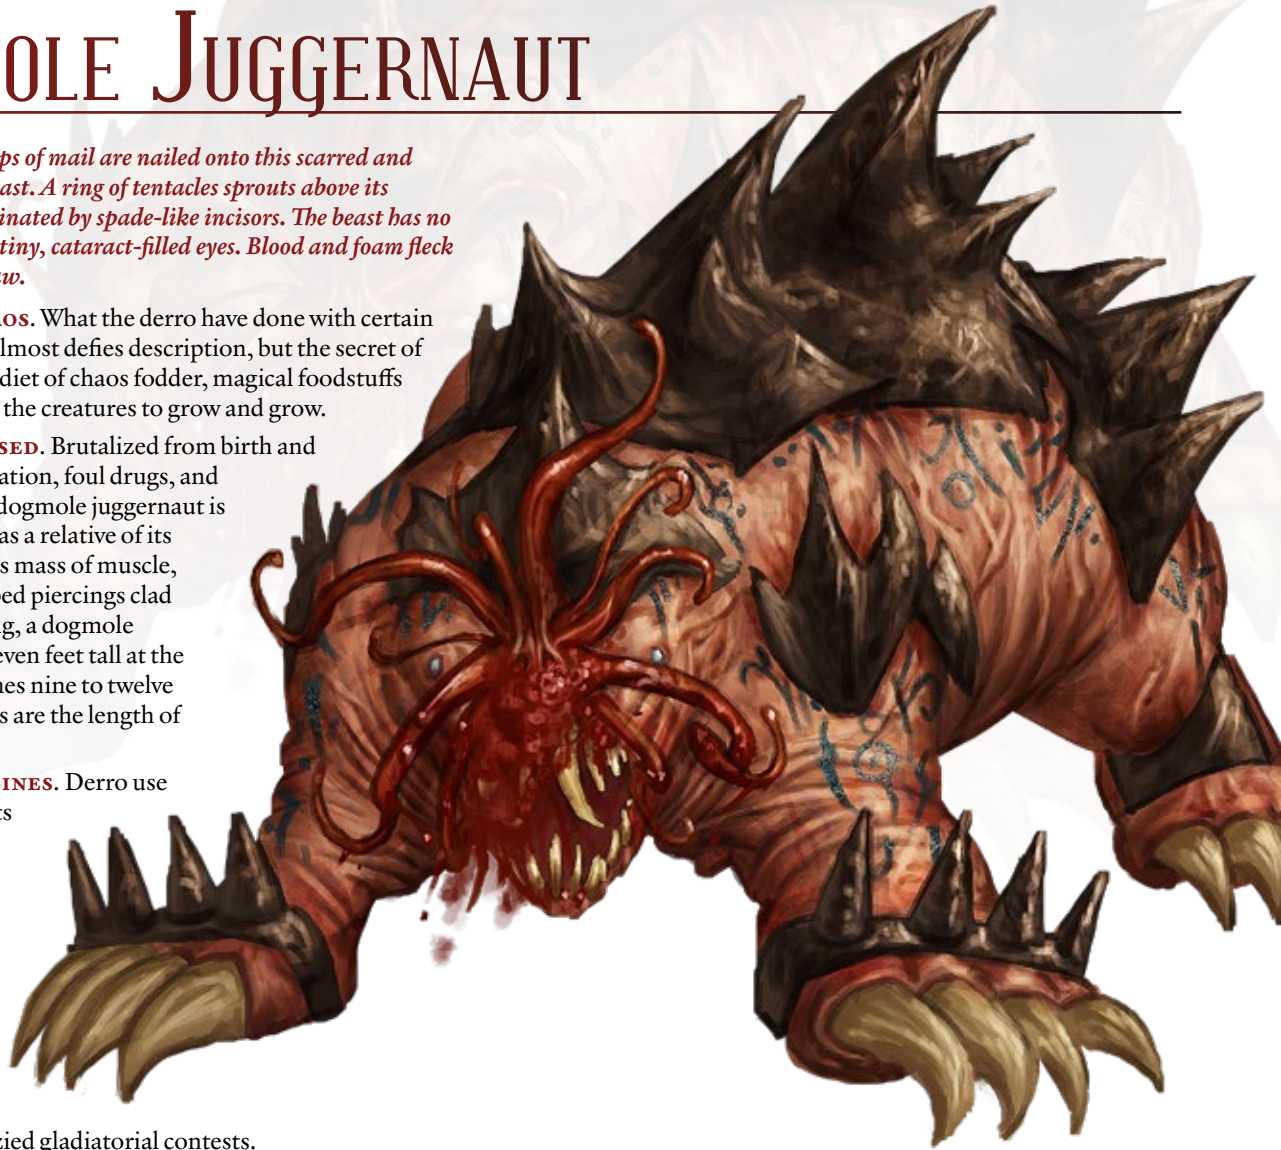 OLE JUGGERNAUT
ps of mail are nailed onto this scarred and
ast. A ring of tentacles sprouts above its
inated by spade-like incisors. The beast has no
tiny, cataract-filled eyes. Blood and foam fleck
w.
OS. What the derro have done with certain
lmost defies description, but the secret of
diet of chaos fodder, magical foodstuffs
the creatures to grow and grow.
SED. Brutalized from birth and
ation, foul drugs, and
dogmole juggernaut is
as a relative of its
s mass of muscle,
ped piercings clad
g, a dogmole
even feet tall at the
hes nine to twelve
s are the length of
INES. Derro use
ts
zied gladiatorial contests.